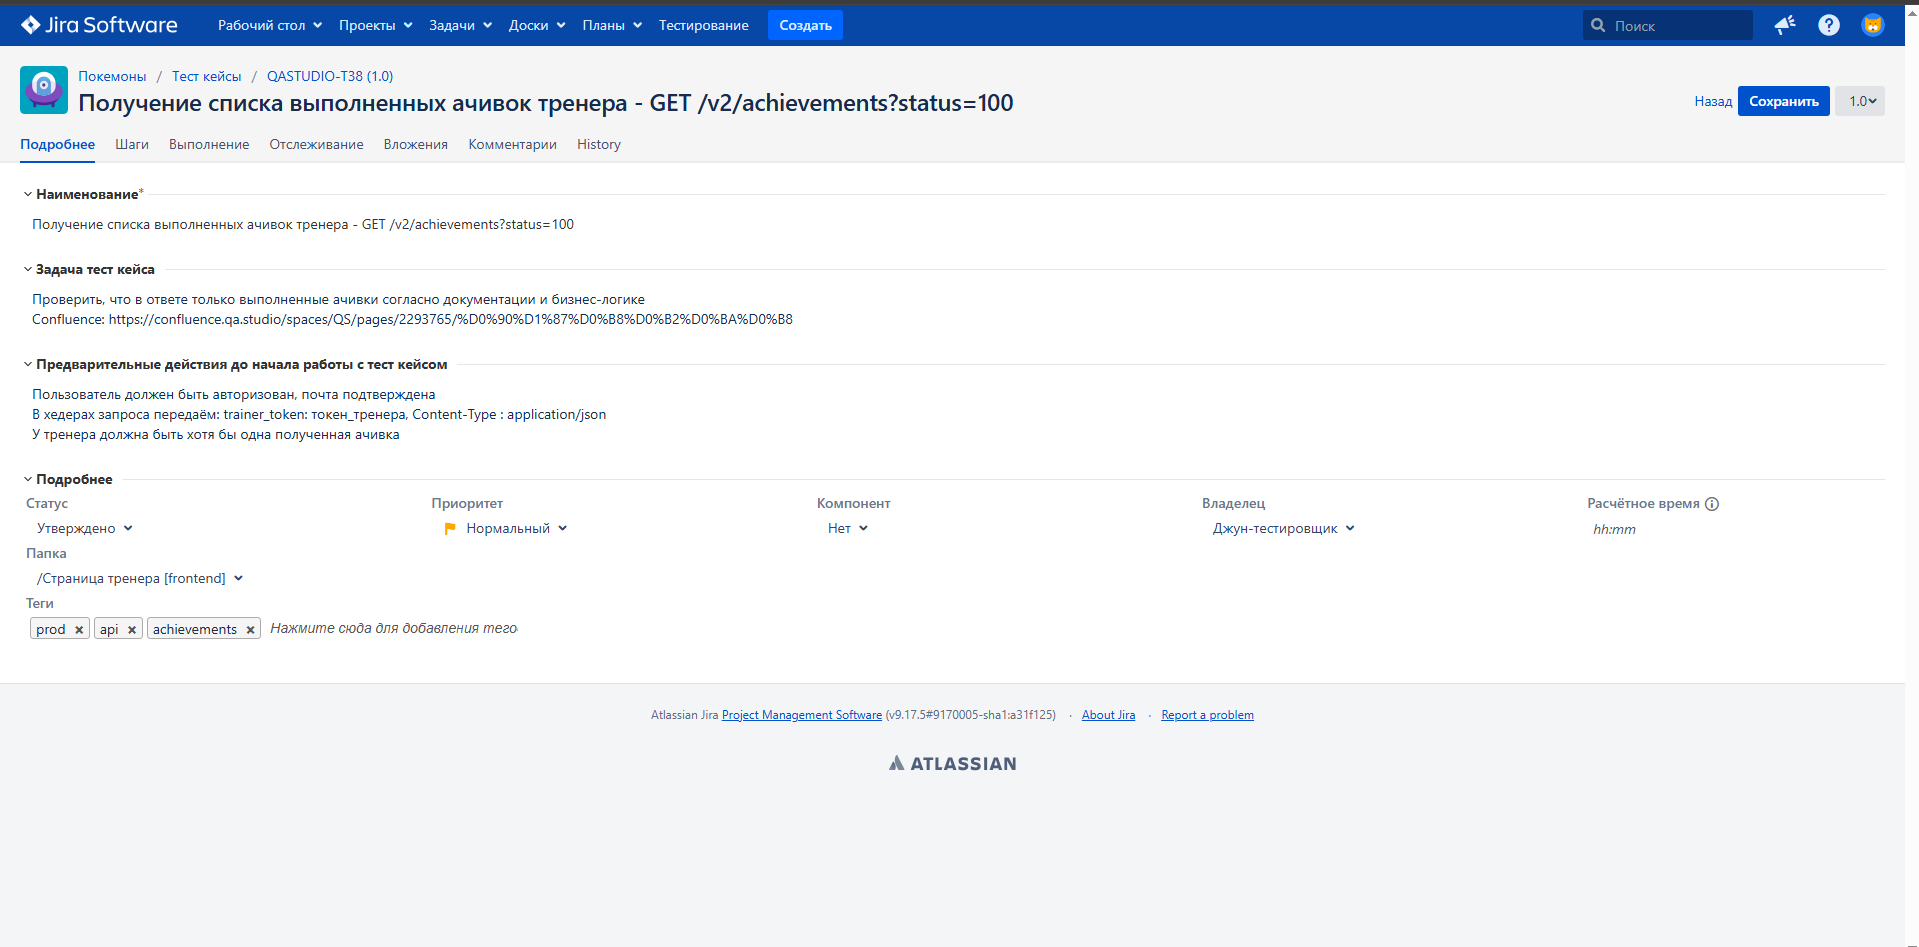 Jira Software Рабочий стол Проекты Задачи Доски Планы Тестирование Создать Поиск
Покемоны / Тест кейсы / QASTUDIO-T38 (1.0)
Получение списка выполненных ачивок тренера - GET /v2/achievements?status=100
Назад Сохранить 1.0
Подробнее Шаги Выполнение Отслеживание Вложения Комментарии History
Наименование*
Получение списка выполненных ачивок тренера - GET /v2/achievements?status=100
Задача тест кейса
Проверить, что в ответе только выполненные ачивки согласно документации и бизнес-логике
Confluence: https://confluence.qa.studio/spaces/QS/pages/2293765/%D0%90%D1%87%D0%B8%D0%B2%D0%BA%D0%B8
Предварительные действия до начала работы с тест кейсом
Пользователь должен быть авторизован, почта подтверждена
В хедерах запроса передаём: trainer_token: токен_тренера, Content-Type : application/json
У тренера должна быть хотя бы одна полученная ачивка
Подробнее
Статус Приоритет Компонент Владелец Расчётное время
Утверждено Нормальный Нет Джун-тестировщик hh:mm
Папка
/Страница тренера [frontend]
Теги
prod × api × achievements × Нажмите сюда для добавления тего
Atlassian Jira Project Management Software (v9.17.5#9170005-sha1:a31f125) · About Jira · Report a problem
ATLASSIAN